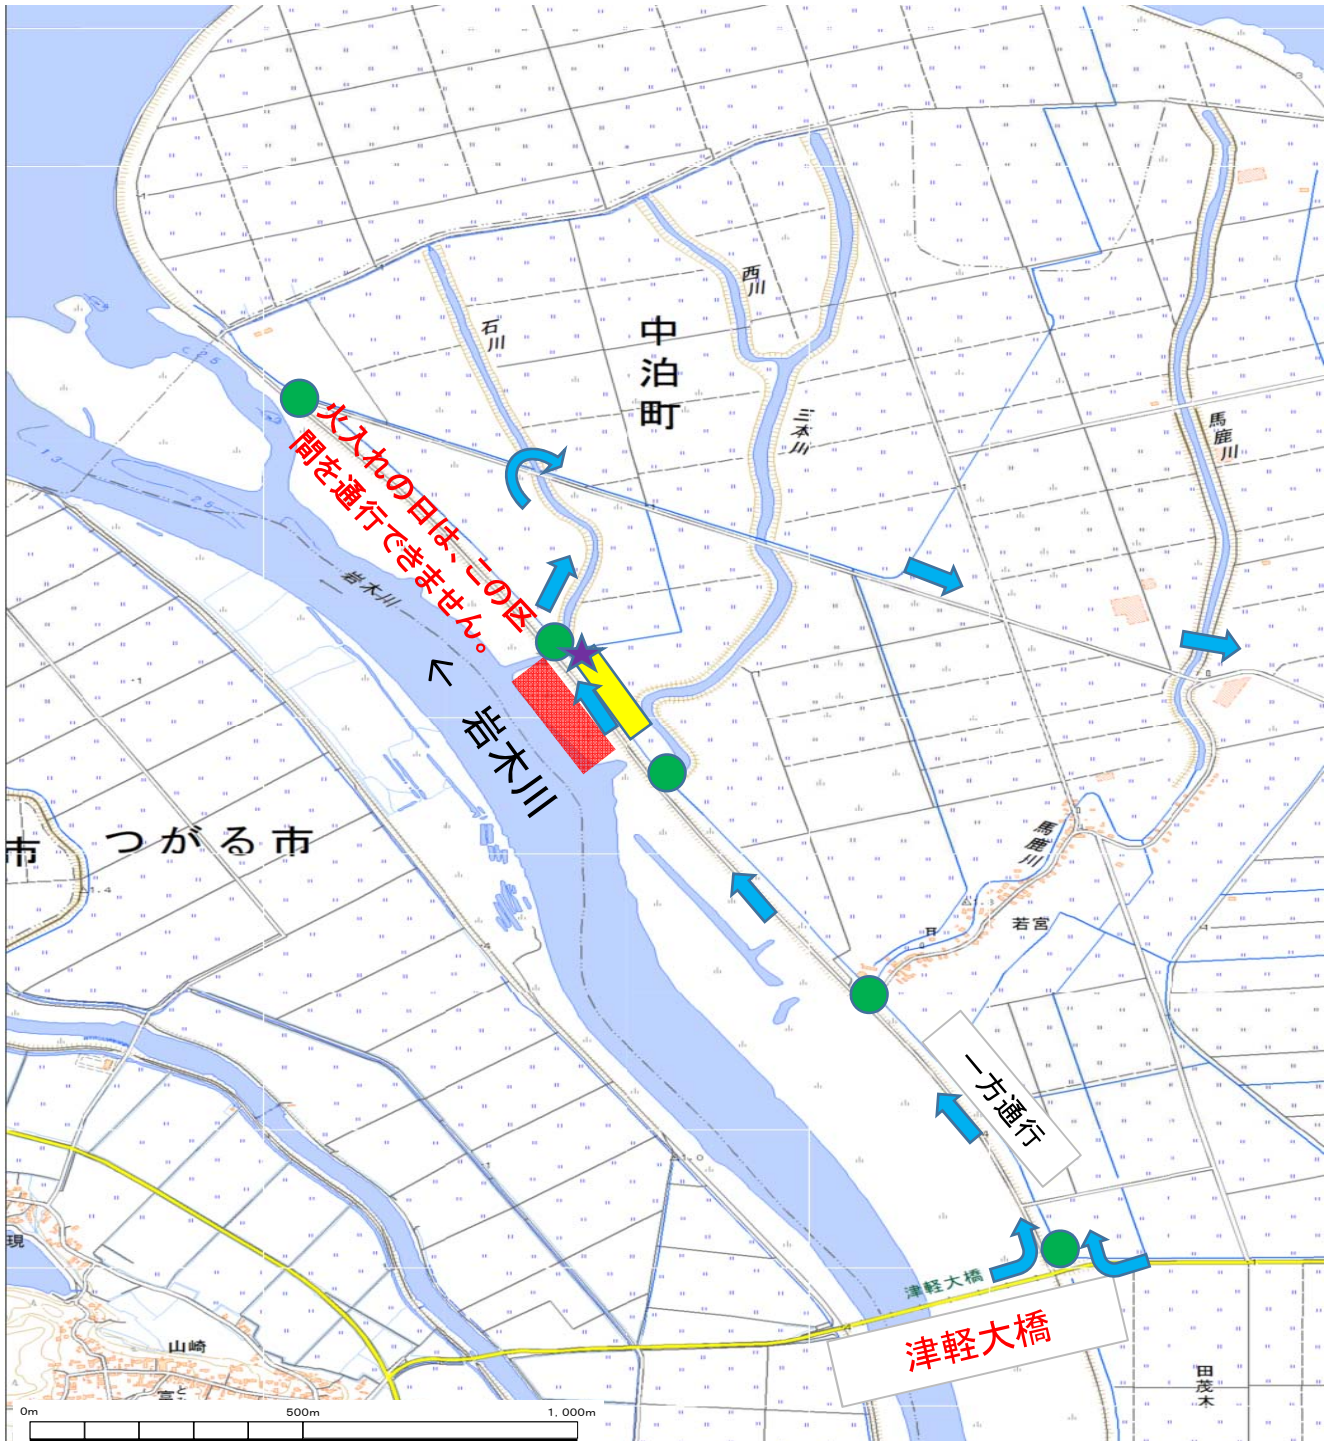 中泊町
西川
石川
三本川
馬鹿川
火入れの日は、この区
間を通行できません。
岩木川
←
岩木川
つがる市
市
馬鹿川
若宮
一方通行
津軽大橋
津軽大橋
田茂木
山崎
現
0m
500m
1,000m